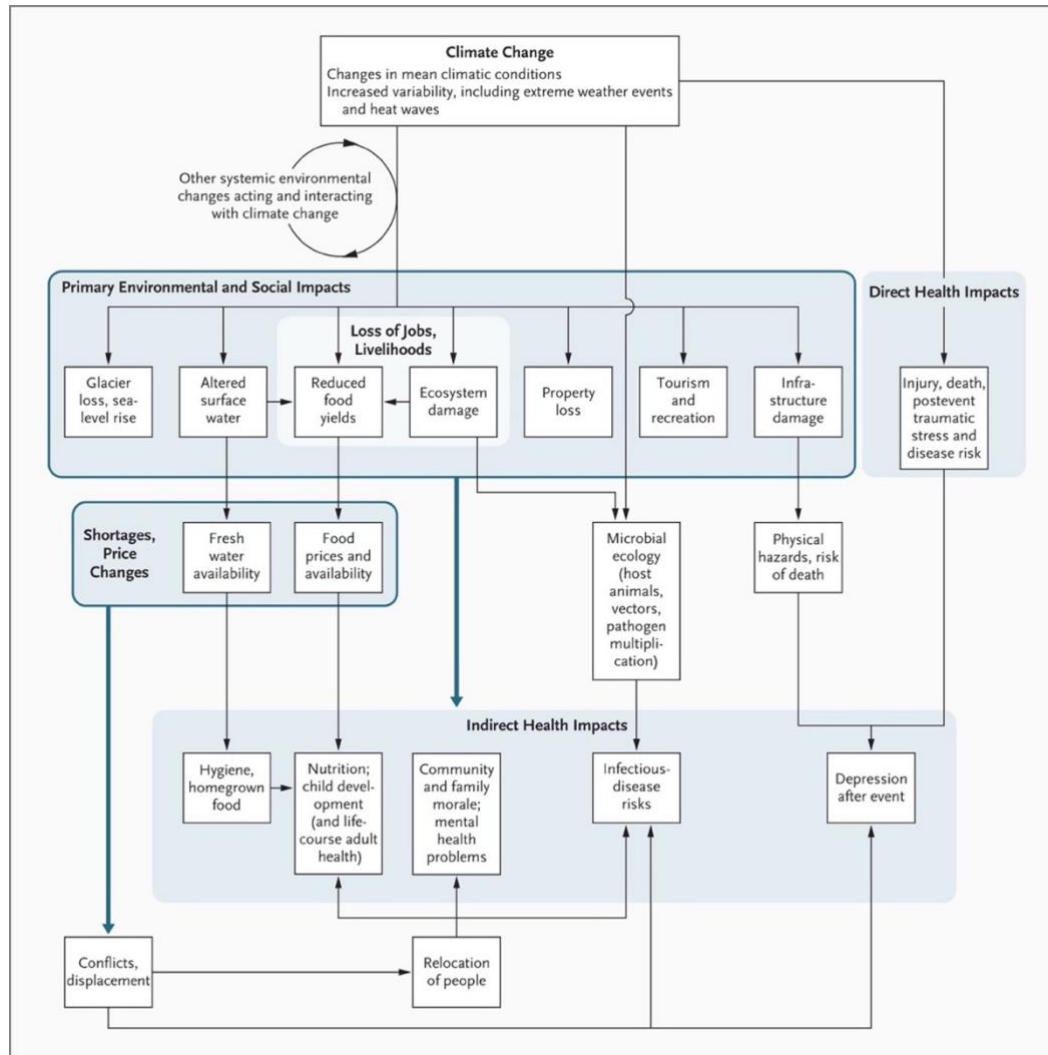 Climate Change
Changes in mean climatic conditions
Increased variability, including extreme weather events
and heat waves
Other systemic environmental
changes acting and interacting
with climate change
Primary Environmental and Social Impacts
Direct Health Impacts
Loss of Jobs,
Livelihoods
Glacier
loss, sea-
level rise
Altered
surface
water
Reduced
food
yields
Ecosystem
damage
Property
loss
Tourism
and
recreation
Infra-
structure
damage
Injury, death,
postevent
traumatic
stress and
disease risk
Shortages,
Price
Changes
Fresh
water
availability
Food
prices and
availability
Microbial
ecology
(host
animals,
vectors,
pathogen
multipli-
cation)
Physical
hazards, risk
of death
Indirect Health Impacts
Hygiene,
homegrown
food
Nutrition;
child devel-
opment
(and life-
course adult
health)
Community
and family
morale;
mental
health
problems
Infectious-
disease
risks
Depression
after event
Conflicts,
displacement
Relocation
of people